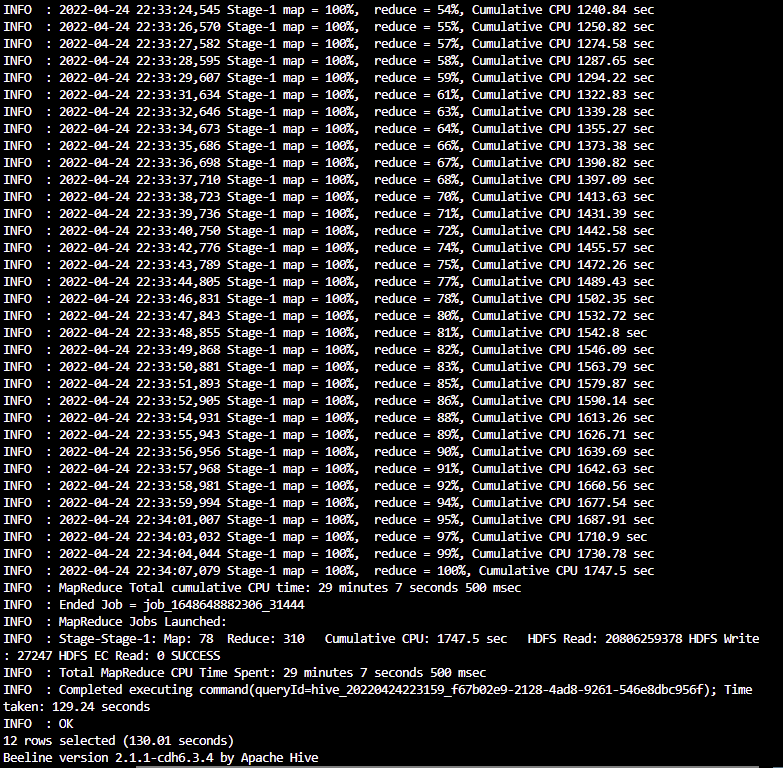 INFO  : 2022-04-24 22:33:24,545 Stage-1 map = 100%,  reduce = 54%, Cumulative CPU 1240.84 sec
INFO  : 2022-04-24 22:33:26,570 Stage-1 map = 100%,  reduce = 55%, Cumulative CPU 1250.82 sec
INFO  : 2022-04-24 22:33:27,582 Stage-1 map = 100%,  reduce = 57%, Cumulative CPU 1274.58 sec
INFO  : 2022-04-24 22:33:28,595 Stage-1 map = 100%,  reduce = 58%, Cumulative CPU 1287.65 sec
INFO  : 2022-04-24 22:33:29,607 Stage-1 map = 100%,  reduce = 59%, Cumulative CPU 1294.22 sec
INFO  : 2022-04-24 22:33:31,634 Stage-1 map = 100%,  reduce = 61%, Cumulative CPU 1322.83 sec
INFO  : 2022-04-24 22:33:32,646 Stage-1 map = 100%,  reduce = 63%, Cumulative CPU 1339.28 sec
INFO  : 2022-04-24 22:33:34,673 Stage-1 map = 100%,  reduce = 64%, Cumulative CPU 1355.27 sec
INFO  : 2022-04-24 22:33:35,686 Stage-1 map = 100%,  reduce = 66%, Cumulative CPU 1373.38 sec
INFO  : 2022-04-24 22:33:36,698 Stage-1 map = 100%,  reduce = 67%, Cumulative CPU 1390.82 sec
INFO  : 2022-04-24 22:33:37,710 Stage-1 map = 100%,  reduce = 68%, Cumulative CPU 1397.09 sec
INFO  : 2022-04-24 22:33:38,723 Stage-1 map = 100%,  reduce = 70%, Cumulative CPU 1413.63 sec
INFO  : 2022-04-24 22:33:39,736 Stage-1 map = 100%,  reduce = 71%, Cumulative CPU 1431.39 sec
INFO  : 2022-04-24 22:33:40,750 Stage-1 map = 100%,  reduce = 72%, Cumulative CPU 1442.58 sec
INFO  : 2022-04-24 22:33:42,776 Stage-1 map = 100%,  reduce = 74%, Cumulative CPU 1455.57 sec
INFO  : 2022-04-24 22:33:43,789 Stage-1 map = 100%,  reduce = 75%, Cumulative CPU 1472.26 sec
INFO  : 2022-04-24 22:33:44,805 Stage-1 map = 100%,  reduce = 77%, Cumulative CPU 1489.43 sec
INFO  : 2022-04-24 22:33:46,831 Stage-1 map = 100%,  reduce = 78%, Cumulative CPU 1502.35 sec
INFO  : 2022-04-24 22:33:47,843 Stage-1 map = 100%,  reduce = 80%, Cumulative CPU 1532.72 sec
INFO  : 2022-04-24 22:33:48,855 Stage-1 map = 100%,  reduce = 81%, Cumulative CPU 1542.8 sec
INFO  : 2022-04-24 22:33:49,868 Stage-1 map = 100%,  reduce = 82%, Cumulative CPU 1546.09 sec
INFO  : 2022-04-24 22:33:50,881 Stage-1 map = 100%,  reduce = 83%, Cumulative CPU 1563.79 sec
INFO  : 2022-04-24 22:33:51,893 Stage-1 map = 100%,  reduce = 85%, Cumulative CPU 1579.87 sec
INFO  : 2022-04-24 22:33:52,905 Stage-1 map = 100%,  reduce = 86%, Cumulative CPU 1590.14 sec
INFO  : 2022-04-24 22:33:54,931 Stage-1 map = 100%,  reduce = 88%, Cumulative CPU 1613.26 sec
INFO  : 2022-04-24 22:33:55,943 Stage-1 map = 100%,  reduce = 89%, Cumulative CPU 1626.71 sec
INFO  : 2022-04-24 22:33:56,956 Stage-1 map = 100%,  reduce = 90%, Cumulative CPU 1639.69 sec
INFO  : 2022-04-24 22:33:57,968 Stage-1 map = 100%,  reduce = 91%, Cumulative CPU 1642.63 sec
INFO  : 2022-04-24 22:33:58,981 Stage-1 map = 100%,  reduce = 92%, Cumulative CPU 1660.56 sec
INFO  : 2022-04-24 22:33:59,994 Stage-1 map = 100%,  reduce = 94%, Cumulative CPU 1677.54 sec
INFO  : 2022-04-24 22:34:01,007 Stage-1 map = 100%,  reduce = 95%, Cumulative CPU 1687.91 sec
INFO  : 2022-04-24 22:34:03,032 Stage-1 map = 100%,  reduce = 97%, Cumulative CPU 1710.9 sec
INFO  : 2022-04-24 22:34:04,044 Stage-1 map = 100%,  reduce = 99%, Cumulative CPU 1730.78 sec
INFO  : 2022-04-24 22:34:07,079 Stage-1 map = 100%,  reduce = 100%, Cumulative CPU 1747.5 sec
INFO  : MapReduce Total cumulative CPU time: 29 minutes 7 seconds 500 msec
INFO  : Ended Job = job_1648648882306_31444
INFO  : MapReduce Jobs Launched:
INFO  : Stage-Stage-1: Map: 78  Reduce: 310   Cumulative CPU: 1747.5 sec   HDFS Read: 20806259378 HDFS Write
: 27247 HDFS EC Read: 0 SUCCESS
INFO  : Total MapReduce CPU Time Spent: 29 minutes 7 seconds 500 msec
INFO  : Completed executing command(queryId=hive_20220424223159_f67b02e9-2128-4ad8-9261-546e8dbc956f); Time
taken: 129.24 seconds
INFO  : OK
12 rows selected (130.01 seconds)
Beeline version 2.1.1-cdh6.3.4 by Apache Hive